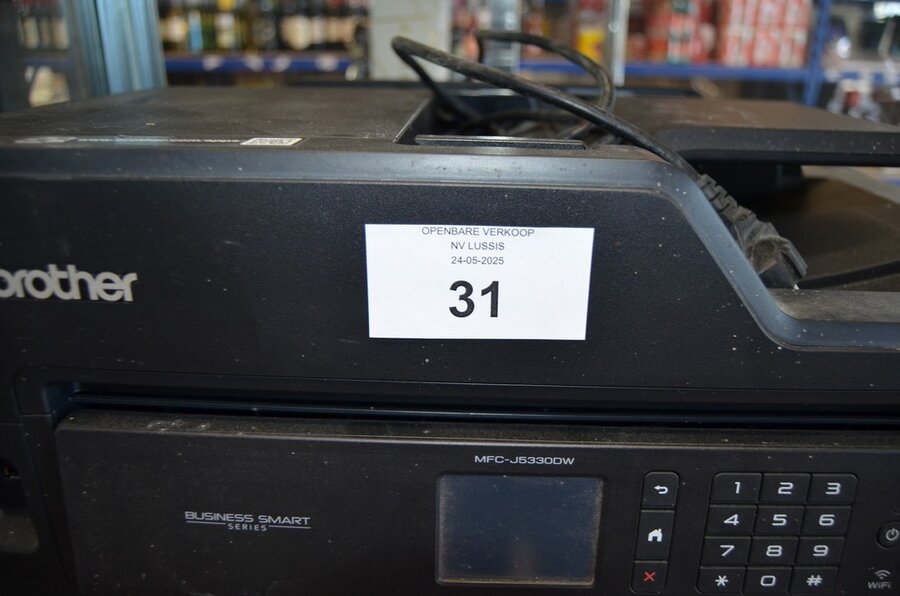 OPENBARE VERKOOP
NV LUSSIS
24-05-2025
31
brother
MFC-J5330DW
BUSINESS SMART
SERIES
1 2 3
4 5 6
7 8 9
* 0 #
WiFi